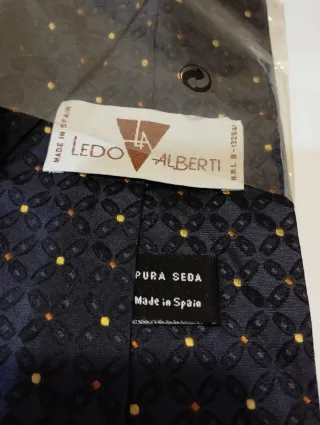 MADE IN SPAIN
LA
LEDO ALBERTI
PURA SEDA
Made in Spain